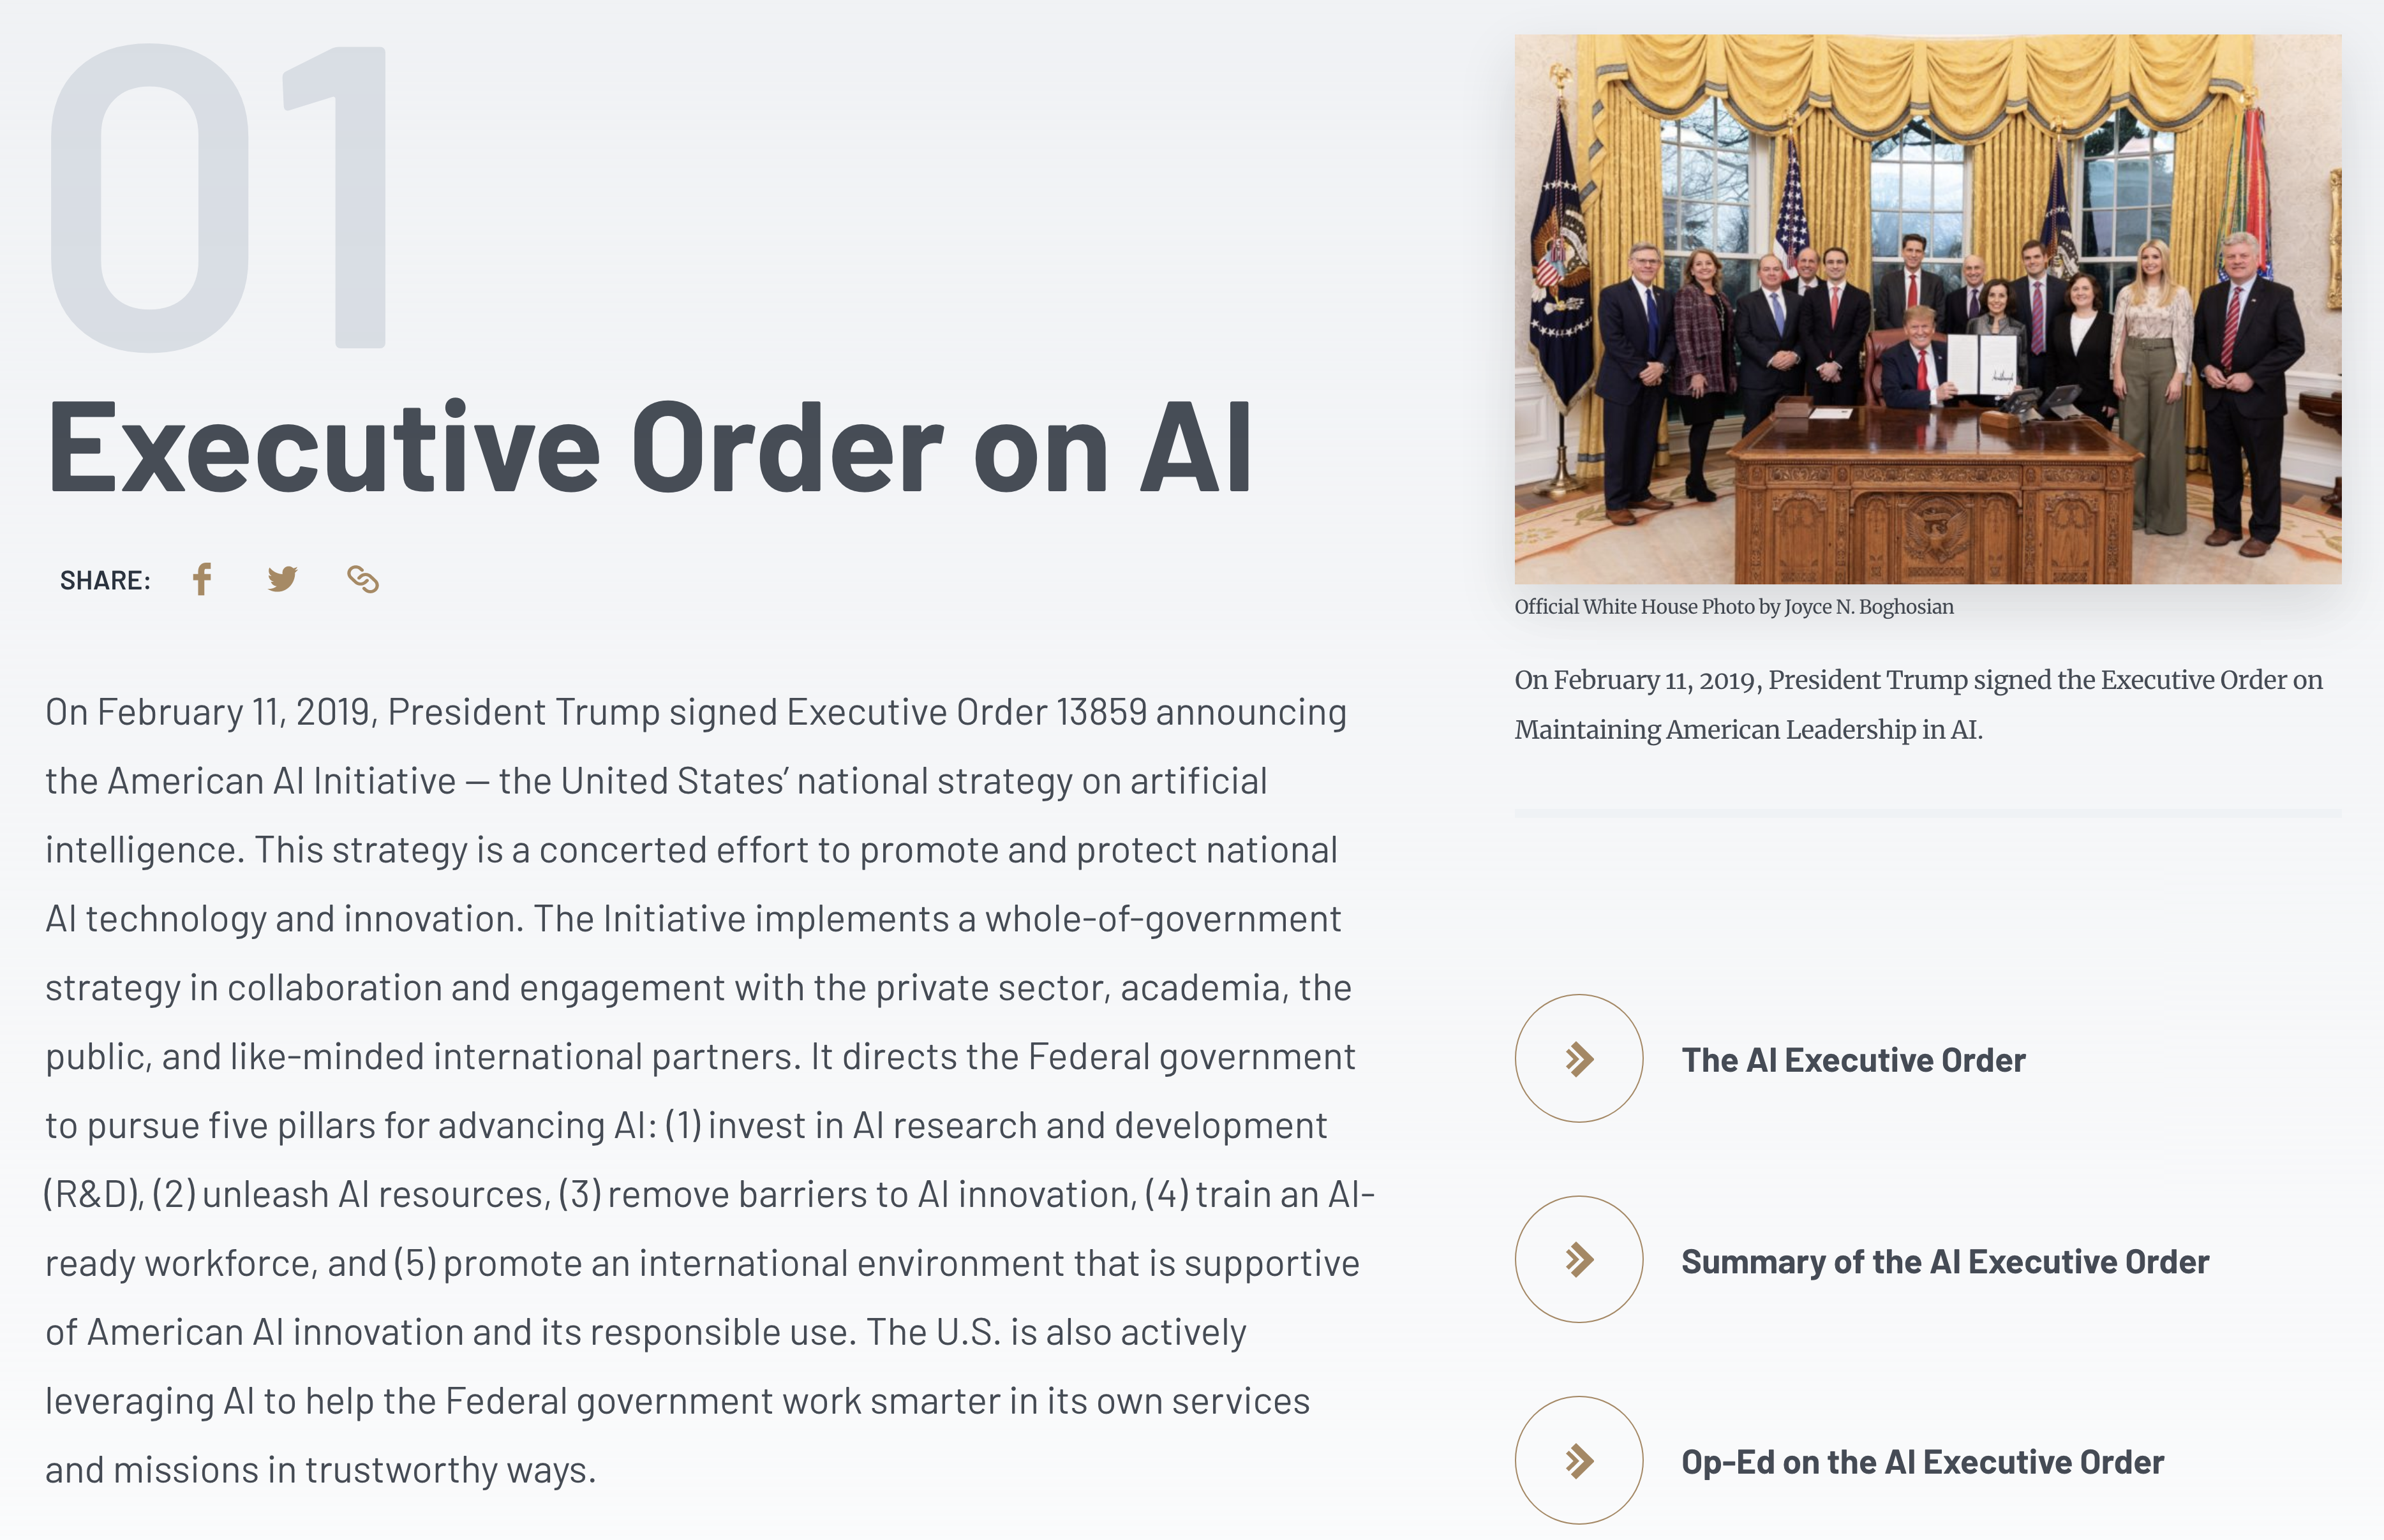 01
Executive Order on AI
SHARE:
On February 11, 2019, President Trump signed Executive Order 13859 announcing
the American AI Initiative — the United States’ national strategy on artificial
intelligence. This strategy is a concerted effort to promote and protect national
AI technology and innovation. The Initiative implements a whole-of-government
strategy in collaboration and engagement with the private sector, academia, the
public, and like-minded international partners. It directs the Federal government
to pursue five pillars for advancing AI: (1) invest in AI research and development
(R&D), (2) unleash AI resources, (3) remove barriers to AI innovation, (4) train an AI-
ready workforce, and (5) promote an international environment that is supportive
of American AI innovation and its responsible use. The U.S. is also actively
leveraging AI to help the Federal government work smarter in its own services
and missions in trustworthy ways.
Official White House Photo by Joyce N. Boghosian
On February 11, 2019, President Trump signed the Executive Order on
Maintaining American Leadership in AI.
The AI Executive Order
Summary of the AI Executive Order
Op-Ed on the AI Executive Order